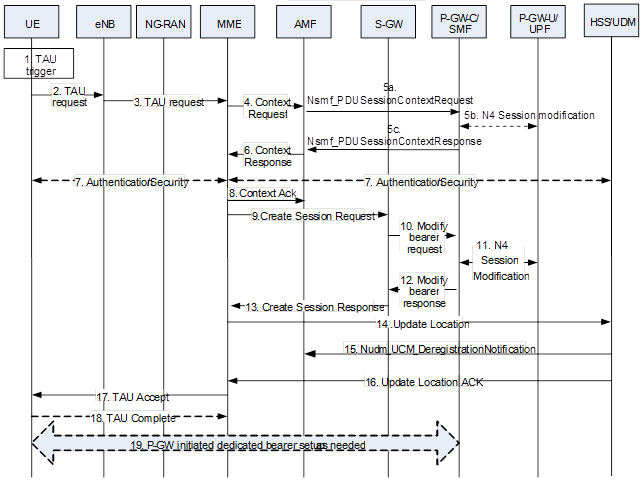 UE
eNB
NG-RAN
MME
AMF
S-GW
P-GW-C/
SMF
P-GW-U/
UPF
HSS/UDM
1. TAU
trigger
2. TAU
request
3. TAU request
4. Context
Request
5a.
Nsmf_PDUSessionContextRequest
5b. N4 Session modification
5c.
Nsmf_PDUSessionContextResponse
6. Context
Response
7. Authentication/Security
7. Authentication/Security
8. Context Ack
9.Create Session Request
10. Modify
bearer
request
11. N4
Session
Modification
12. Modify
bearer
response
13. Create Session Response
14. Update Location
15. Nudm_UCM_DeregistrationNotification
16. Update Location ACK
17. TAU Accept
18. TAU Complete
19. P-GW initiated dedicated bearer setup as needed